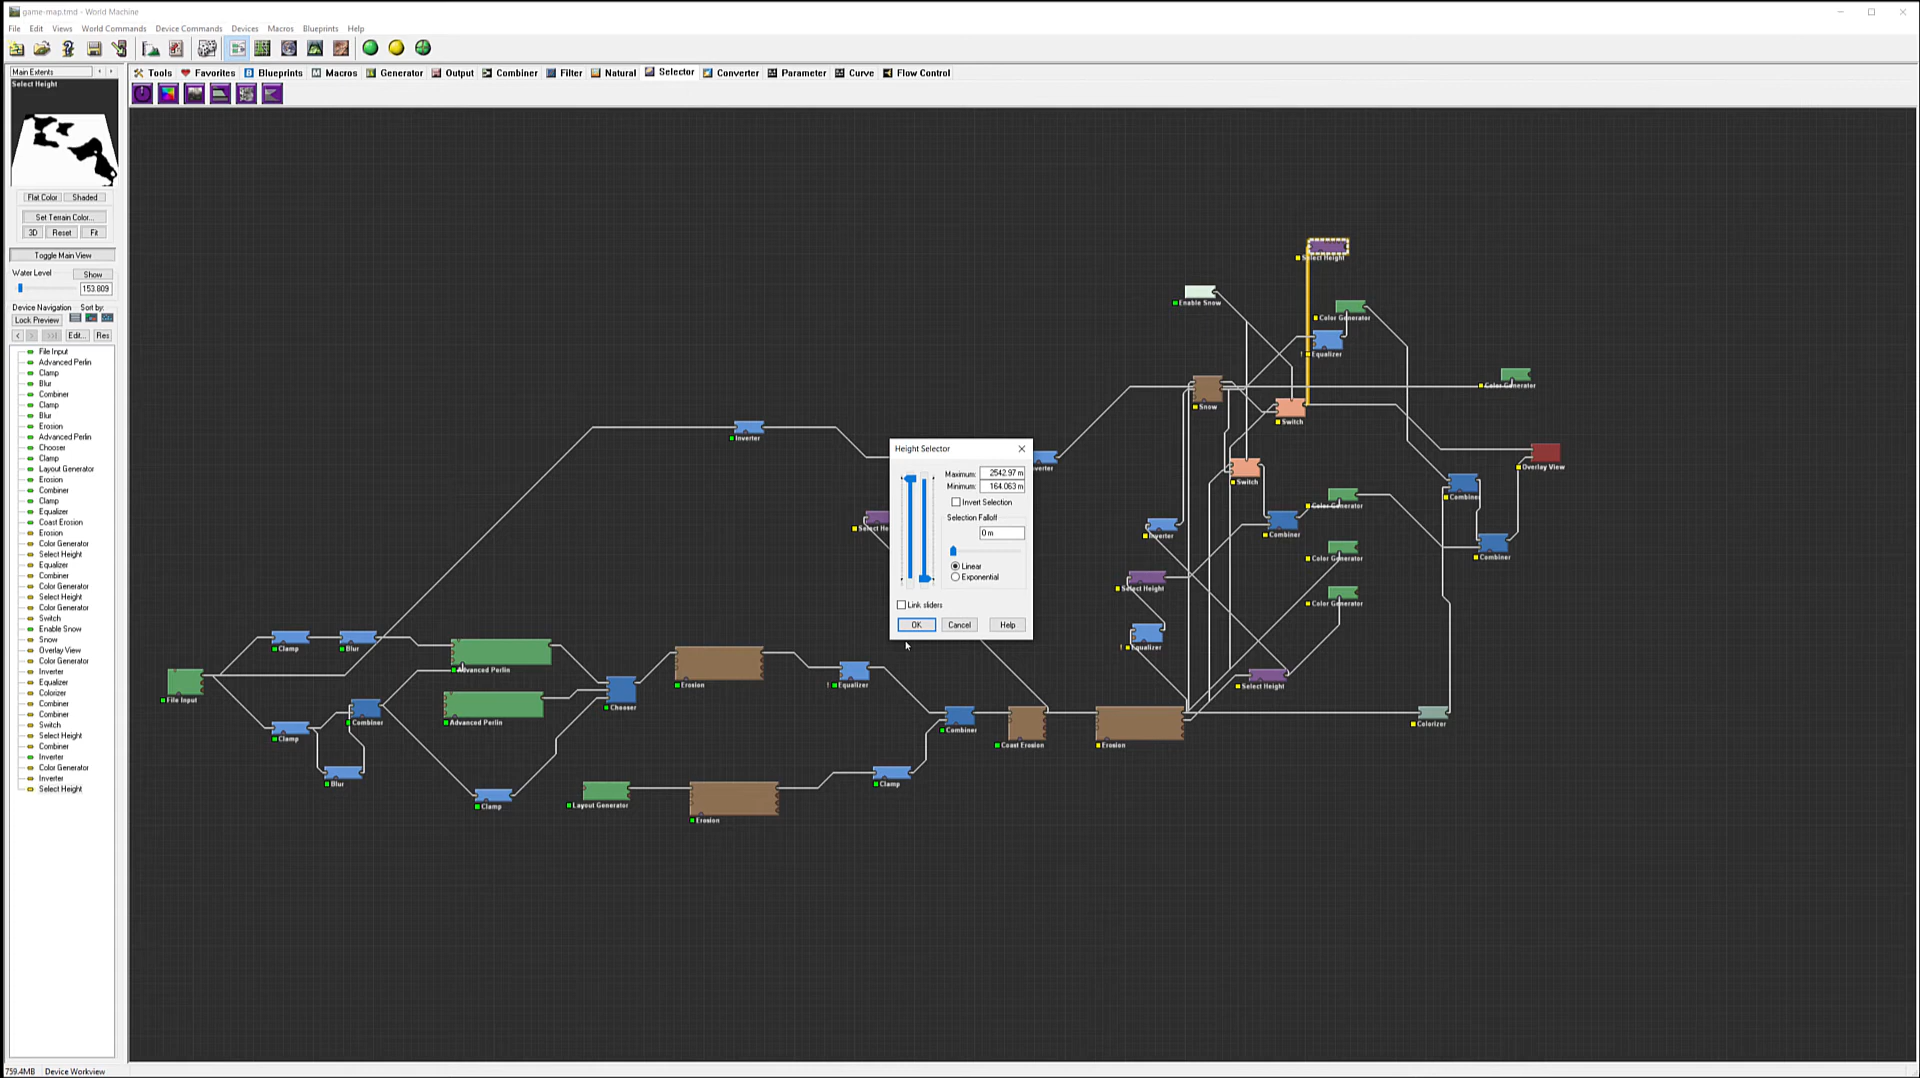 game-map.tmd - World Machine
File Edit Views World Commands Device Commands Devices Macros Blueprints Help
Main Extents
Tools Favorites Blueprints Macros Generator Output Combiner Filter Natural Selector Converter Parameter Curve Flow Control
Select Height
Flat Color Shaded
Set Terrain Color...
3D Reset Fit
Toggle Main View
Water Level Show
153.809
Device Navigation Sort by:
Lock Preview
Edit... Res
File Input
Advanced Perlin
Clamp
Blur
Combiner
Clamp
Blur
Erosion
Advanced Perlin
Chooser
Clamp
Layout Generator
Erosion
Combiner
Clamp
Equalizer
Coast Erosion
Erosion
Color Generator
Select Height
Equalizer
Combiner
Color Generator
Select Height
Color Generator
Switch
Enable Snow
Snow
Overlay View
Color Generator
Inverter
Equalizer
Colorizer
Combiner
Combiner
Switch
Select Height
Combiner
Inverter
Color Generator
Inverter
Select Height
759.4MB Device Workview
Select Height
Enable Snow
Color Generator
! Equalizer
Color Generator
Snow
Switch
Inverter
verter
Overlay View
Switch
Combiner
Color Generator
Select He
Inverter
Combiner
Color Generator
Combiner
Select Height
Color Generator
! Equalizer
Clamp
Blur
Advanced Perlin
Erosion
! Equalizer
Select Height
File Input
Combiner
Advanced Perlin
Chooser
Clamp
Combiner
Coast Erosion
Erosion
Colorizer
Blur
Clamp
Layout Generator
Clamp
Erosion
Height Selector
Maximum: 2542.97 m
Minimum: 164.063 m
Invert Selection
Selection Falloff
0 m
Linear
Exponential
Link sliders
OK Cancel Help